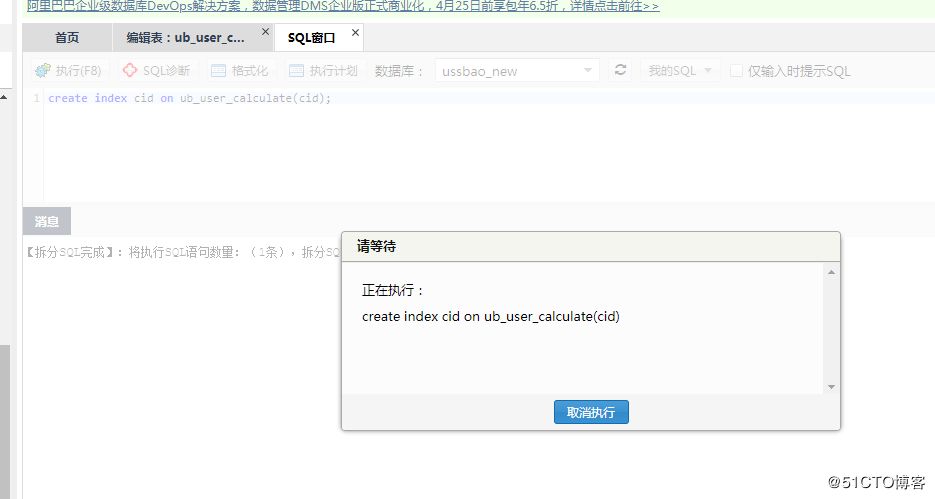 阿里巴巴企业级数据库DevOps解决方案，数据管理DMS企业版正式商业化，4月25日前享包年6.5折，详情点击前往>>
首页 编辑表：ub_user_c... × SQL窗口 ×
执行(F8) SQL诊断 格式化 执行计划 数据库： ussbao_new 我的SQL 仅输入时提示SQL
1 create index cid on ub_user_calculate(cid);
消息
【拆分SQL完成】：将执行SQL语句数量：（1条），拆分SQ
请等待
正在执行：
create index cid on ub_user_calculate(cid)
取消执行
@51CTO博客